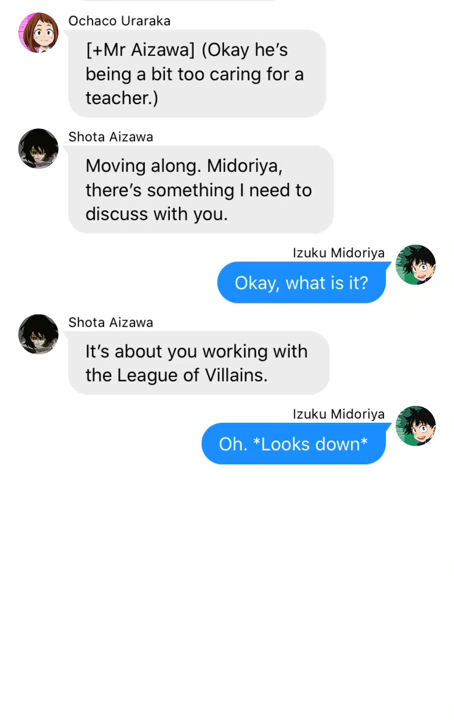 Ochaco Uraraka
[+Mr Aizawa] (Okay he’s
being a bit too caring for a
teacher.)
Shota Aizawa
Moving along. Midoriya,
there’s something I need to
discuss with you.
Izuku Midoriya
Okay, what is it?
Shota Aizawa
It’s about you working with
the League of Villains.
Izuku Midoriya
Oh. *Looks down*